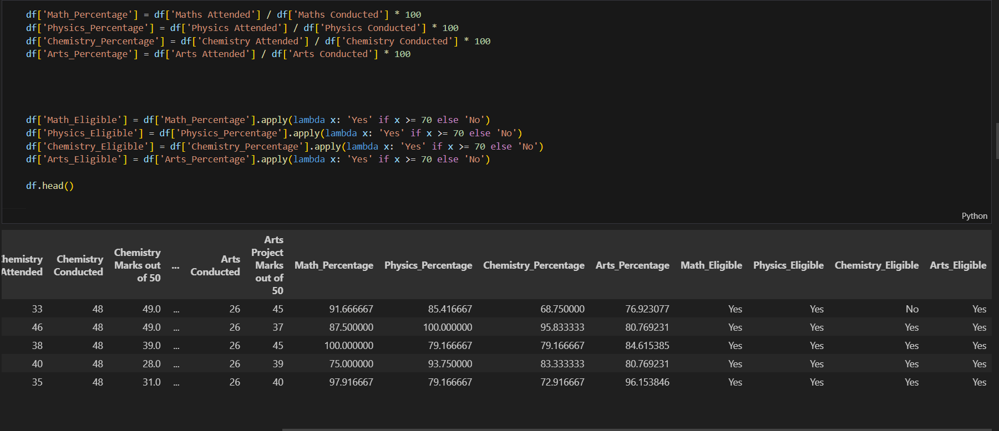 df['Math_Percentage'] = df['Maths Attended'] / df['Maths Conducted'] * 100
df['Physics_Percentage'] = df['Physics Attended'] / df['Physics Conducted'] * 100
df['Chemistry_Percentage'] = df['Chemistry Attended'] / df['Chemistry Conducted'] * 100
df['Arts_Percentage'] = df['Arts Attended'] / df['Arts Conducted'] * 100
df['Math_Eligible'] = df['Math_Percentage'].apply(lambda x: 'Yes' if x >= 70 else 'No')
df['Physics_Eligible'] = df['Physics_Percentage'].apply(lambda x: 'Yes' if x >= 70 else 'No')
df['Chemistry_Eligible'] = df['Chemistry_Percentage'].apply(lambda x: 'Yes' if x >= 70 else 'No')
df['Arts_Eligible'] = df['Arts_Percentage'].apply(lambda x: 'Yes' if x >= 70 else 'No')
df.head()
Python
hemistry
Attended
Chemistry
Conducted
Chemistry
Marks out
of 50
...
Arts
Conducted
Arts
Project
Marks
out of
50
Math_Percentage Physics_Percentage Chemistry_Percentage Arts_Percentage Math_Eligible Physics_Eligible Chemistry_Eligible Arts_Eligible
33 48 49.0 ... 26 45 91.666667 85.416667 68.750000 76.923077 Yes Yes No Yes
46 48 49.0 ... 26 37 87.500000 100.000000 95.833333 80.769231 Yes Yes Yes Yes
38 48 39.0 ... 26 45 100.000000 79.166667 79.166667 84.615385 Yes Yes Yes Yes
40 48 28.0 ... 26 39 75.000000 93.750000 83.333333 80.769231 Yes Yes Yes Yes
35 48 31.0 ... 26 40 97.916667 79.166667 72.916667 96.153846 Yes Yes Yes Yes